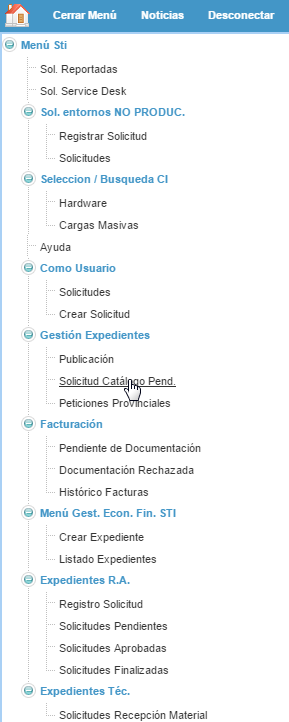 Cerrar Menú Noticias Desconectar
Menú Sti
Sol. Reportadas
Sol. Service Desk
Sol. entornos NO PRODUC.
Registrar Solicitud
Solicitudes
Seleccion / Busqueda CI
Hardware
Cargas Masivas
Ayuda
Como Usuario
Solicitudes
Crear Solicitud
Gestión Expedientes
Publicación
Solicitud Catálogo Pend.
Peticiones Provinciales
Facturación
Pendiente de Documentación
Documentación Rechazada
Histórico Facturas
Menú Gest. Econ. Fin. STI
Crear Expediente
Listado Expedientes
Expedientes R.A.
Registro Solicitud
Solicitudes Pendientes
Solicitudes Aprobadas
Solicitudes Finalizadas
Expedientes Téc.
Solicitudes Recepción Material